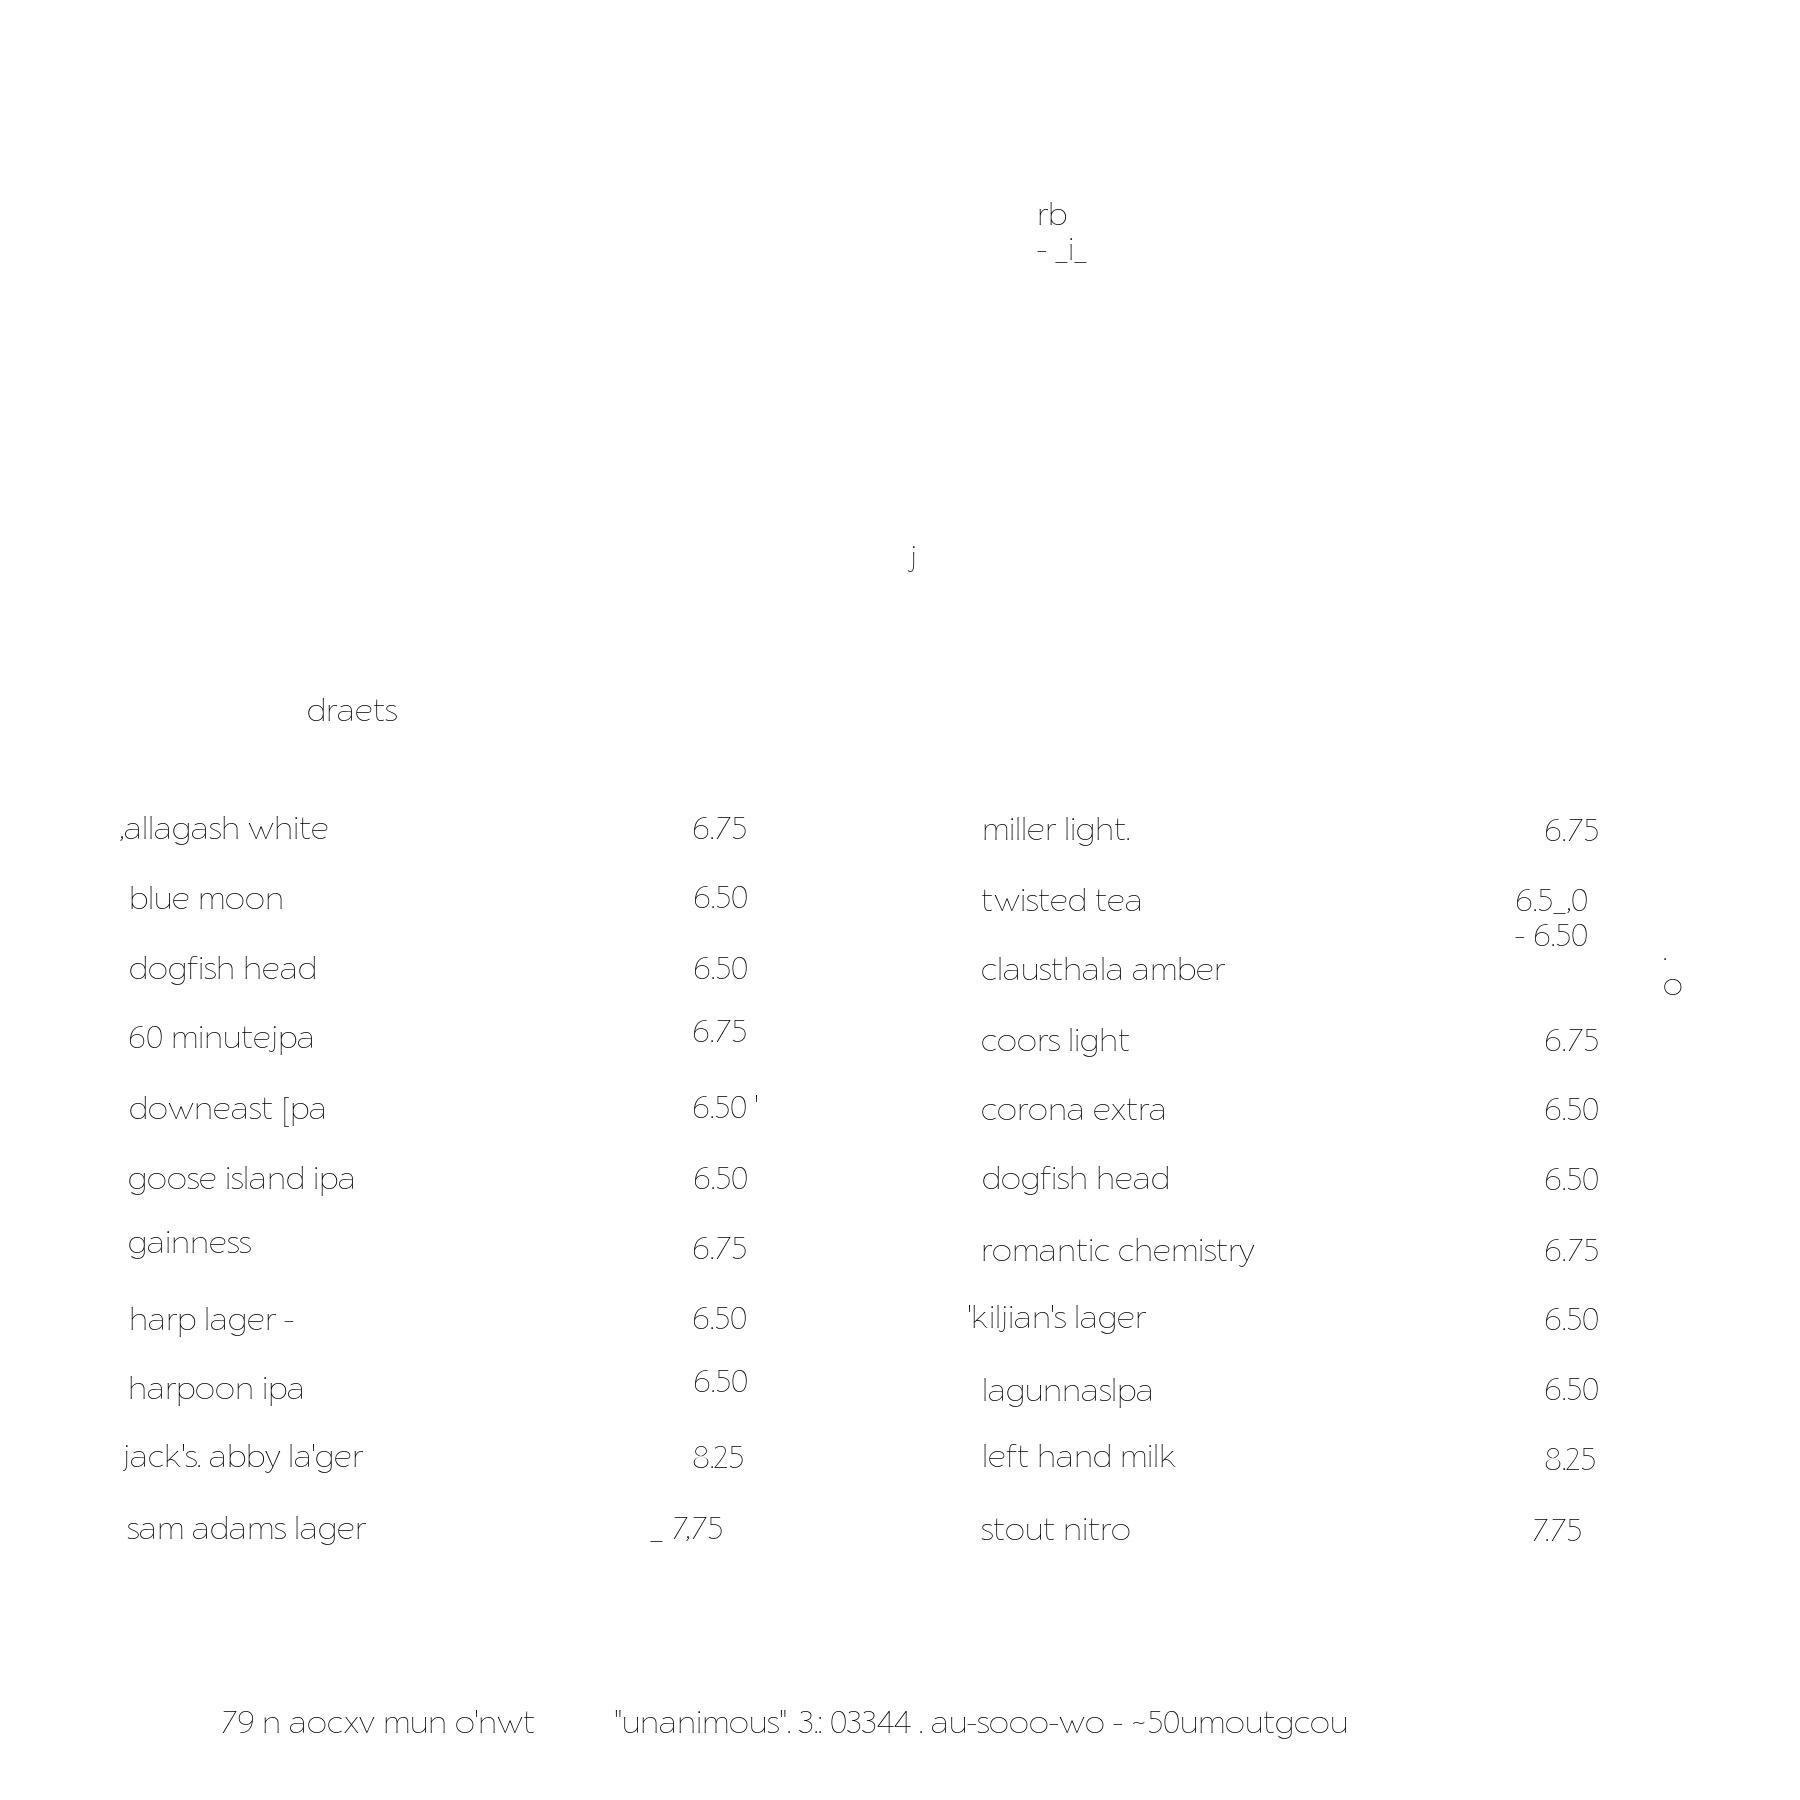 rb
- _i_
j
draets
,allagash white 6.75
blue moon 6.50
dogfish head 6.50
60 minutejpa 6.75
downeast [pa 6.50 '
goose island ipa 6.50
gainness 6.75
harp lager - 6.50
harpoon ipa 6.50
jack's. abby la'ger 8.25
sam adams lager _ 7,75
miller light. 6.75
twisted tea 6.5_,0
- 6.50
clausthala amber
.
o
coors light 6.75
corona extra 6.50
dogfish head 6.50
romantic chemistry 6.75
'kiljian's lager 6.50
lagunnaslpa 6.50
left hand milk 8.25
stout nitro 7.75
79 n aocxv mun o'nwt "unanimous". 3.: 03344 . au-sooo-wo - ~50umoutgcou